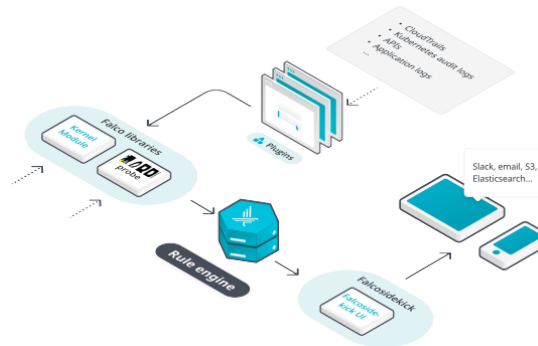 • CloudTrails
• Kubernetes audit logs
• APIs
• Application logs
...
Plugins
Falco libraries
Kernel
Module
probe
Slack, email, S3,
Elasticsearch...
Rule engine
Falcosidekick
Falcoside-
kick UI